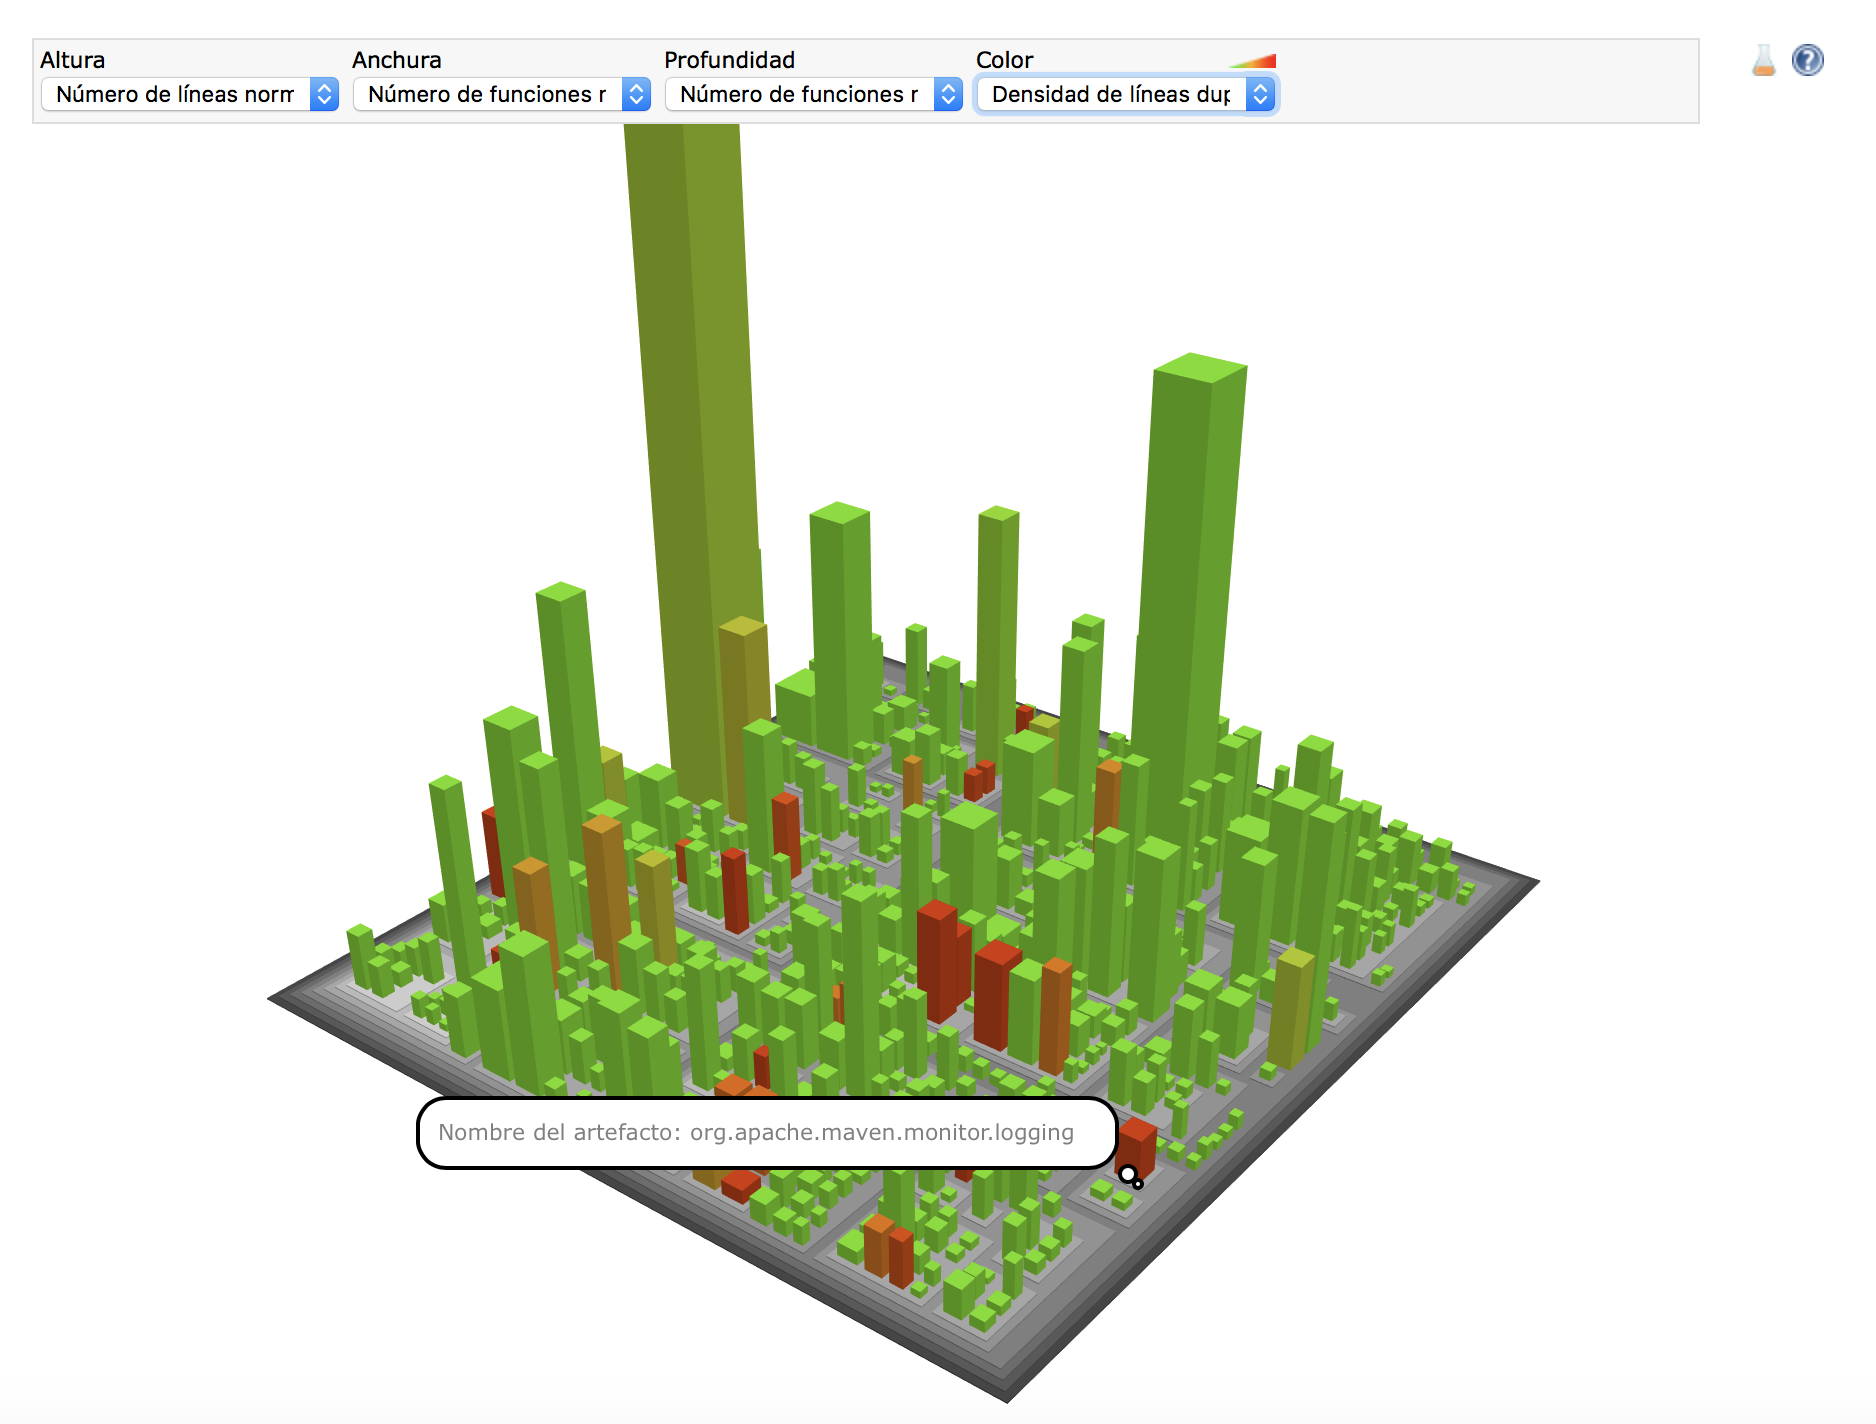 Altura
Anchura
Profundidad
Color
Número de líneas norm
Número de funciones r
Número de funciones r
Densidad de líneas dup
?
Nombre del artefacto: org.apache.maven.monitor.logging